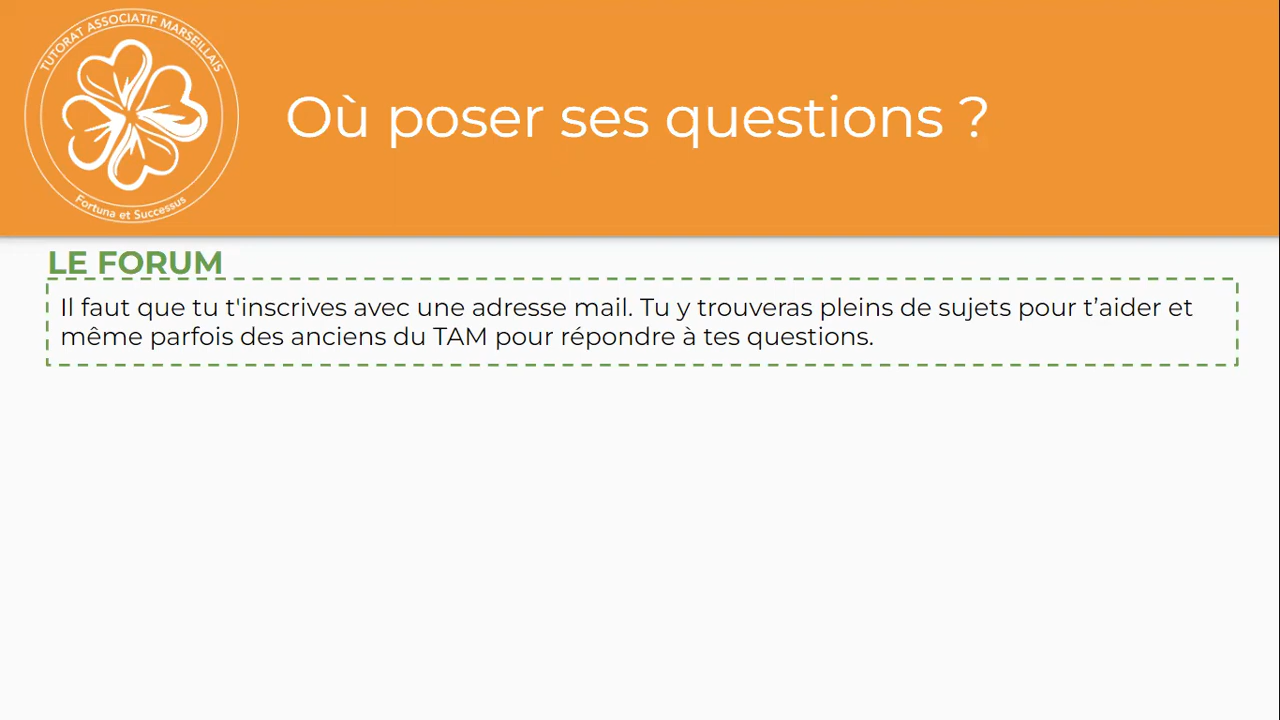 TUTORAT ASSOCIATIF MARSEILLAIS
Fortuna et Successus
Où poser ses questions ?
LE FORUM
Il faut que tu t'inscrives avec une adresse mail. Tu y trouveras pleins de sujets pour t’aider et
même parfois des anciens du TAM pour répondre à tes questions.